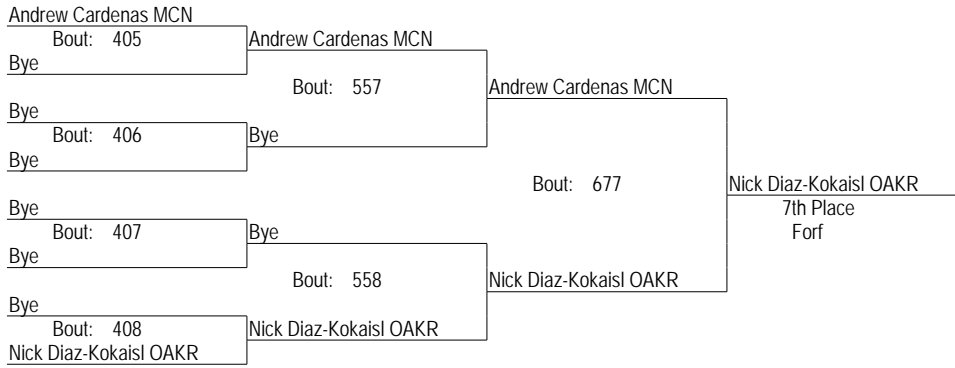 Andrew Cardenas MCN
Bout: 405
Andrew Cardenas MCN
Bye
Bout: 557
Andrew Cardenas MCN
Bye
Bout: 406
Bye
Bye
Bout: 677
Nick Diaz-Kokaisl OAKR
Bye
7th Place
Bout: 407
Bye
Forf
Bye
Bout: 558
Nick Diaz-Kokaisl OAKR
Bye
Bout: 408
Nick Diaz-Kokaisl OAKR
Nick Diaz-Kokaisl OAKR